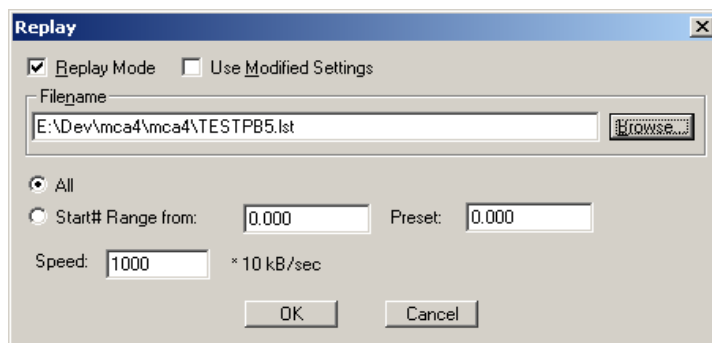 Replay
Replay Mode Use Modified Settings
Filename
E:\Dev\mca4\mca4\TESTPB5.lst Browse...
All
Start# Range from: 0.000 Preset: 0.000
Speed: 1000 * 10 kB/sec
OK Cancel